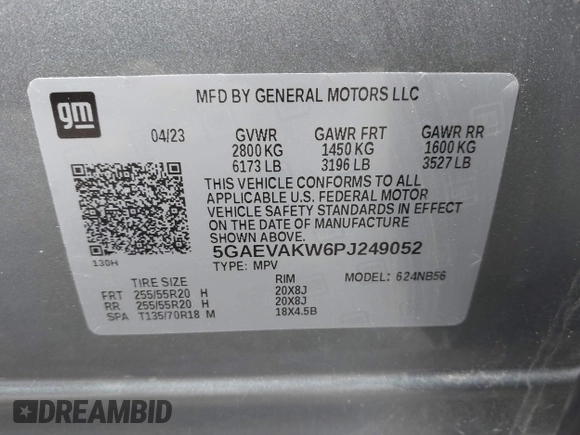 gm
MFD BY GENERAL MOTORS LLC
04/23 GVWR GAWR FRT GAWR RR
2800 KG 1450 KG 1600 KG
6173 LB 3196 LB 3527 LB
THIS VEHICLE CONFORMS TO ALL
APPLICABLE U.S. FEDERAL MOTOR
VEHICLE SAFETY STANDARDS IN EFFECT
ON THE DATE OF MANUFACTURE
SHOWN ABOVE.
130H
5GAEVAKW6PJ249052
TYPE: MPV MODEL: 624NB56
TIRE SIZE RIM
FRT 255/55R20 H 20X8J
RR 255/55R20 H 20X8J
SPA T135/70R18 M 18X4.5B
DREAMBID